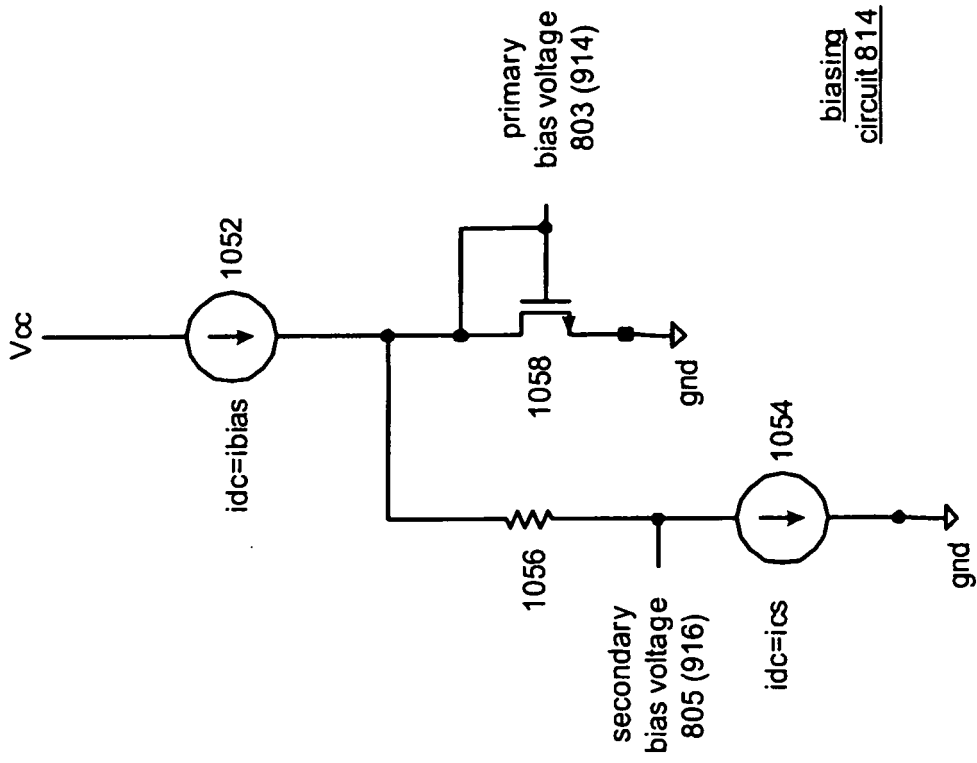 Vcc
idc=ibias
1052
primary
bias voltage
803 (914)
1058
gnd
1056
secondary
bias voltage
805 (916)
idc=ics
1054
gnd
biasing
circuit 814